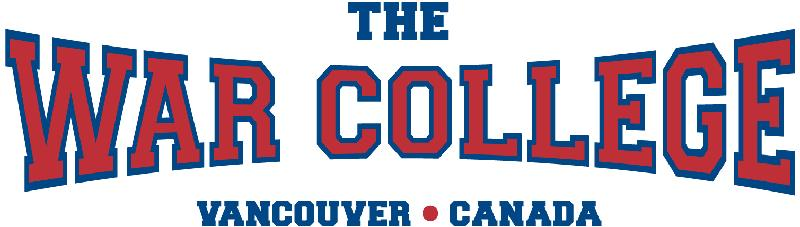 THE
WAR COLLEGE
VANCOUVER • CANADA